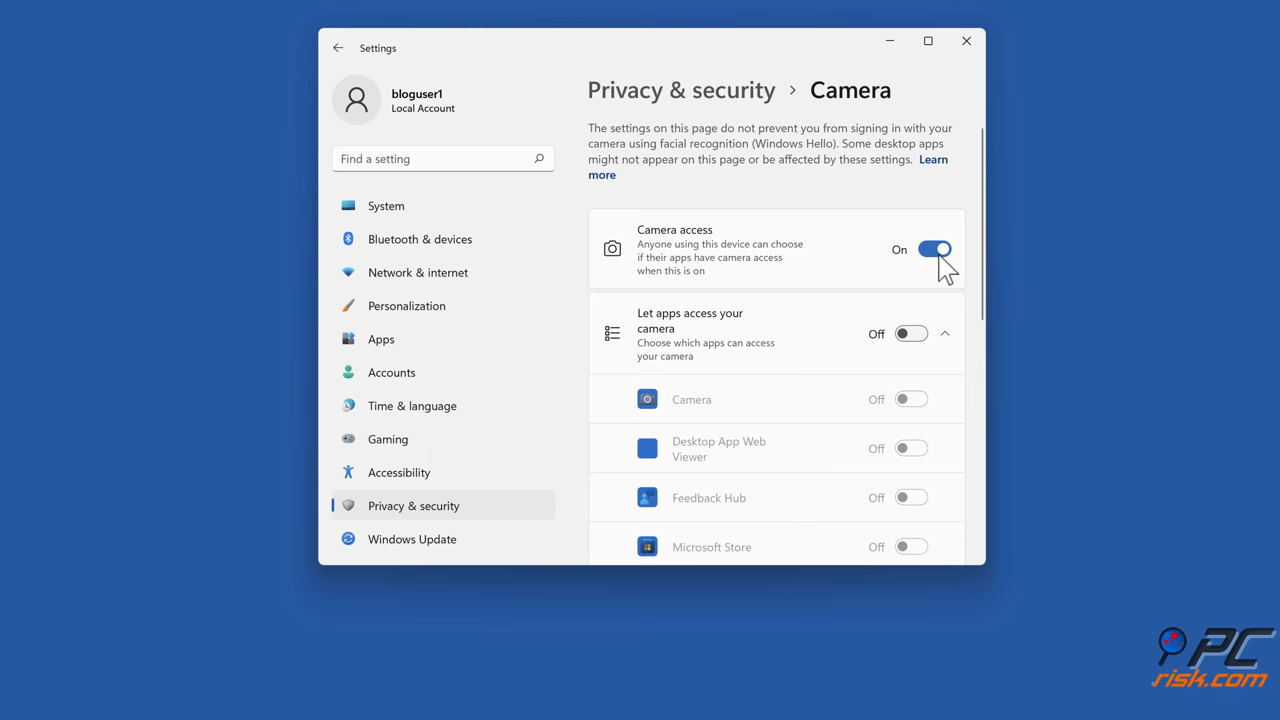 Settings
bloguser1
Local Account
Find a setting
System
Bluetooth & devices
Network & internet
Personalization
Apps
Accounts
Time & language
Gaming
Accessibility
Privacy & security
Windows Update
Privacy & security > Camera
The settings on this page do not prevent you from signing in with your
camera using facial recognition (Windows Hello). Some desktop apps
might not appear on this page or be affected by these settings. Learn
more
Camera access
Anyone using this device can choose
if their apps have camera access
when this is on
On
Let apps access your
camera
Choose which apps can access
your camera
Off
Camera
Off
Desktop App Web
Viewer
Off
Feedback Hub
Off
Microsoft Store
Off
PC
risk.com